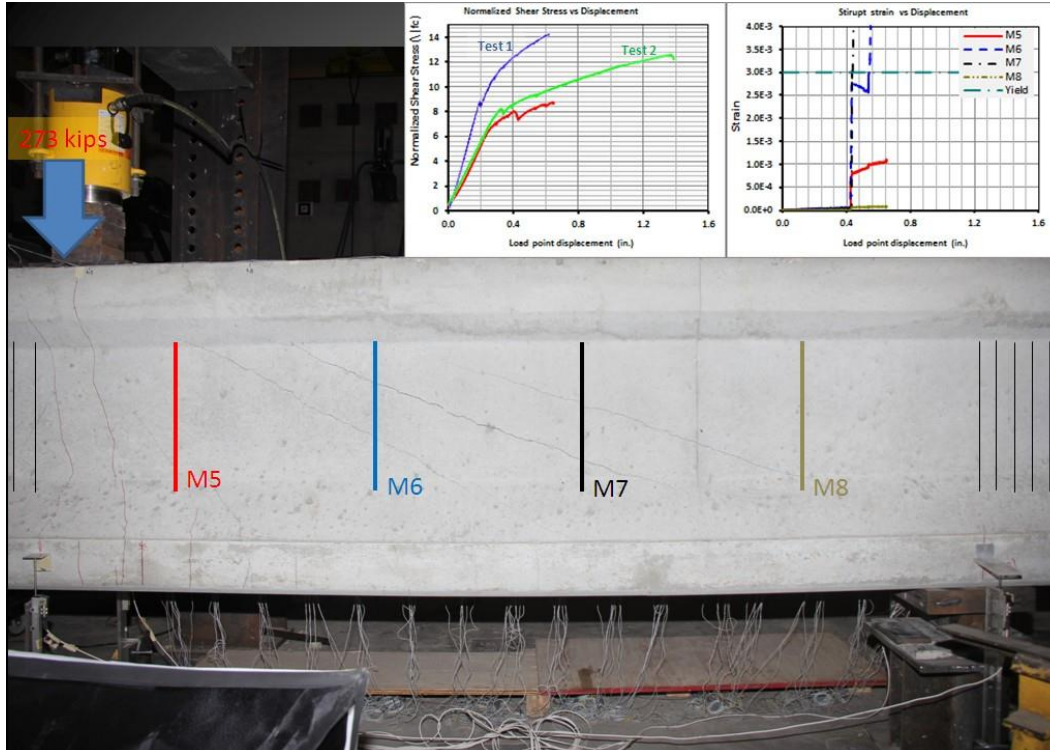 273 kips
Normalized Shear Stress vs Displacement
Normalized Shear Stress (\|fc)
14
12
10
8
6
4
2
0
Test 1
Test 2
0.0
0.4
0.8
1.2
1.6
Load point displacement (in.)
Stirupt strain vs Displacement
Strain
4.0E-3
3.5E-3
3.0E-3
2.5E-3
2.0E-3
1.5E-3
1.0E-3
5.0E-4
0.0E+0
M5
M6
M7
M8
Yield
0.0
0.4
0.8
1.2
1.6
Load point displacement (in.)
M5
M6
M7
M8